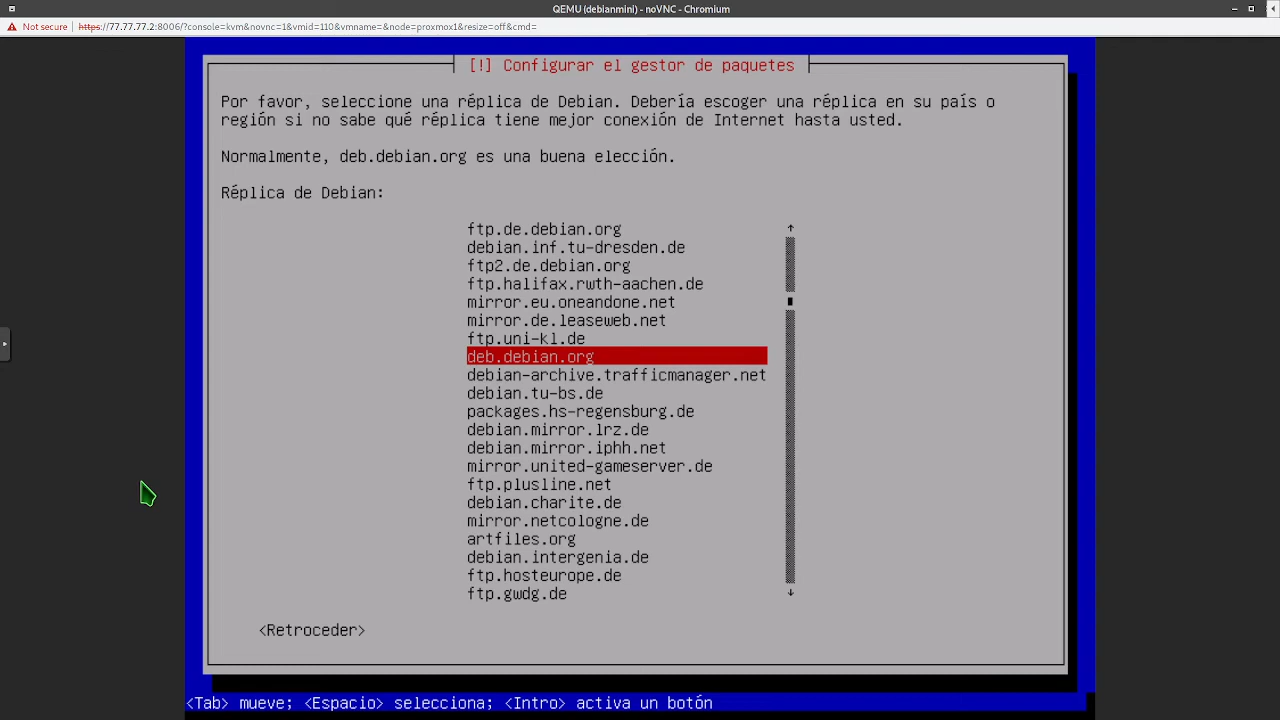 QEMU (debianmini) - noVNC - Chromium
Not secure https://77.77.77.2:8006/?console=kvm&novnc=1&vmid=110&vmname=&node=proxmox1&resize=off&cmd=
[!] Configurar el gestor de paquetes
Por favor, seleccione una réplica de Debian. Debería escoger una réplica en su país o
región si no sabe qué réplica tiene mejor conexión de Internet hasta usted.
Normalmente, deb.debian.org es una buena elección.
Réplica de Debian:
ftp.de.debian.org
debian.inf.tu-dresden.de
ftp2.de.debian.org
ftp.halifax.rwth-aachen.de
mirror.eu.oneandone.net
mirror.de.leaseweb.net
ftp.uni-kl.de
deb.debian.org
debian-archive.trafficmanager.net
debian.tu-bs.de
packages.hs-regensburg.de
debian.mirror.lrz.de
debian.mirror.iphh.net
mirror.united-gameserver.de
ftp.plusline.net
debian.charite.de
mirror.netcologne.de
artfiles.org
debian.intergenia.de
ftp.hosteurope.de
ftp.gwdg.de
<Retroceder>
<Tab> mueve; <Espacio> selecciona; <Intro> activa un botón